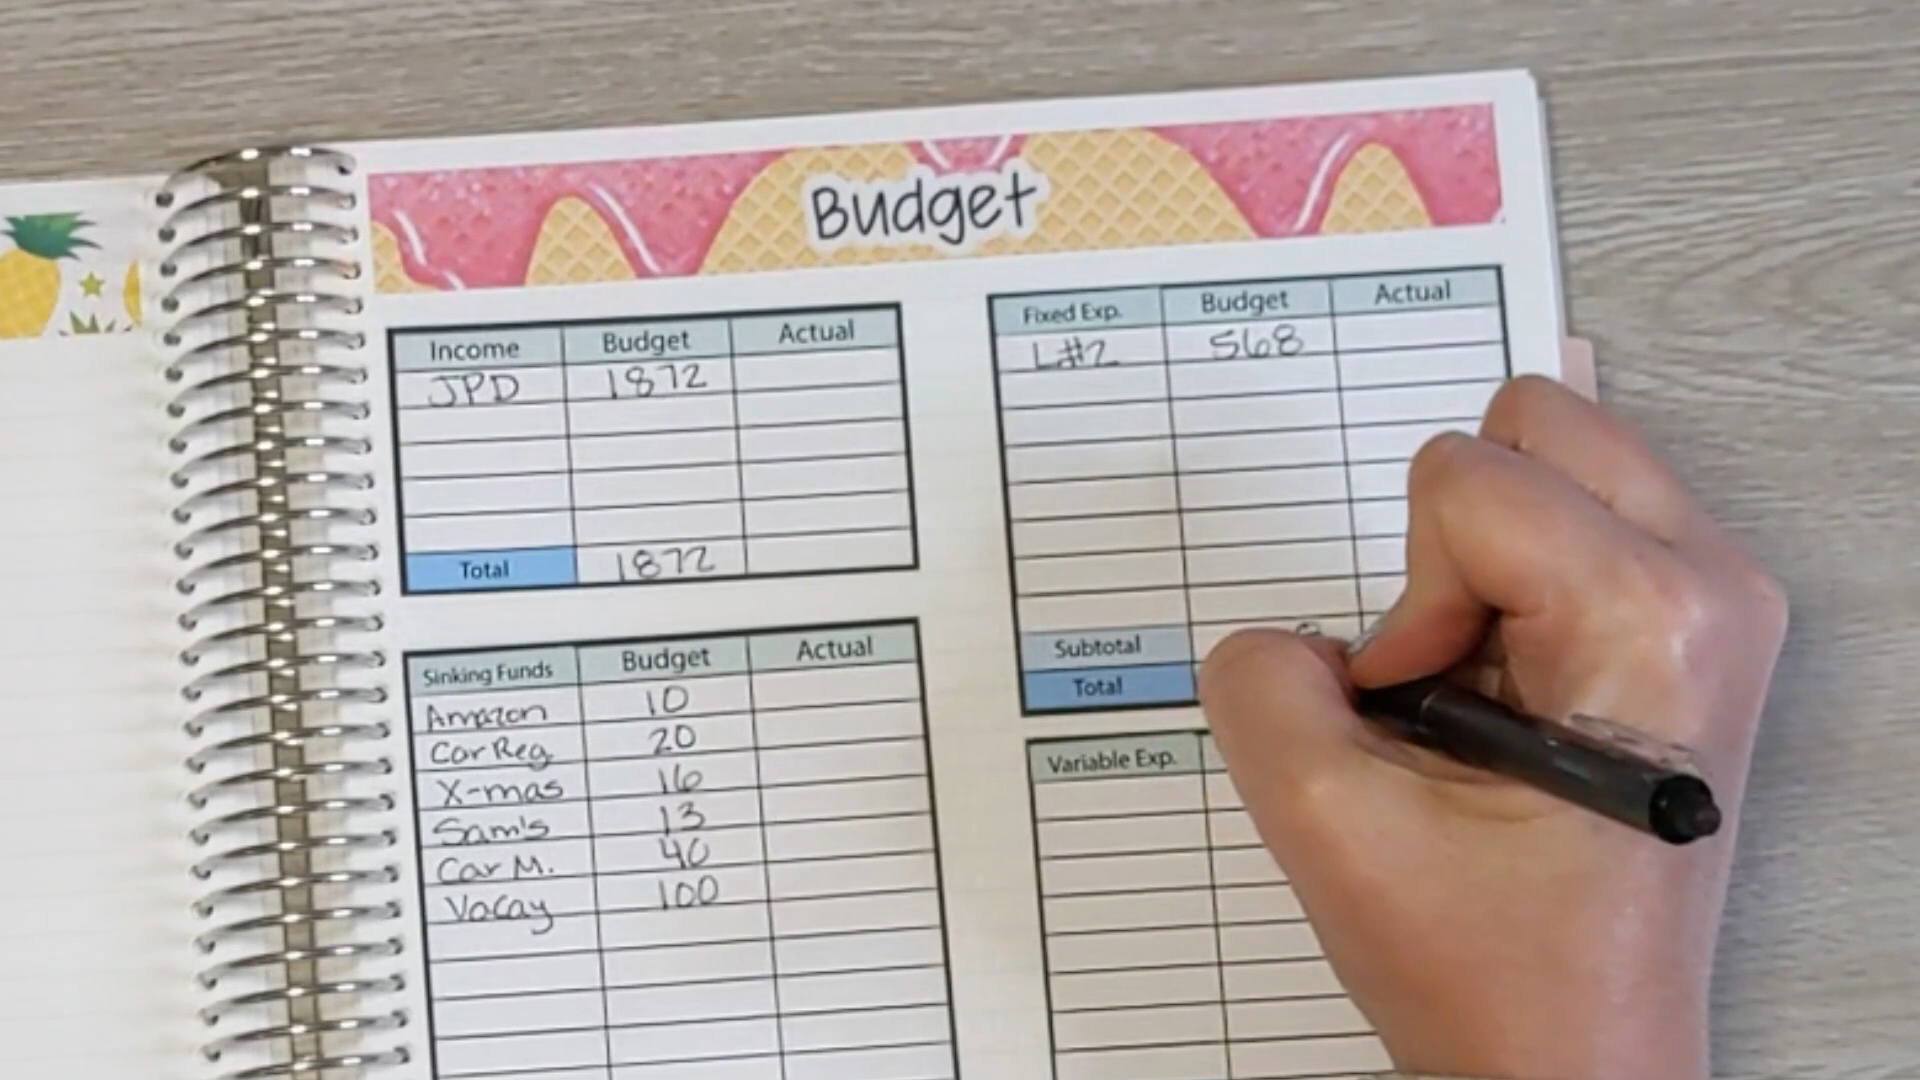 Budget
Income Budget Actual
JPD 1872
Total 1872
Sinking Funds Budget Actual
Amazon 10
Car Reg 20
X-mas 16
Sam's 13
Car M. 40
Vacay 100
Fixed Exp. Budget Actual
L#2 568
Subtotal
Total
Variable Exp.